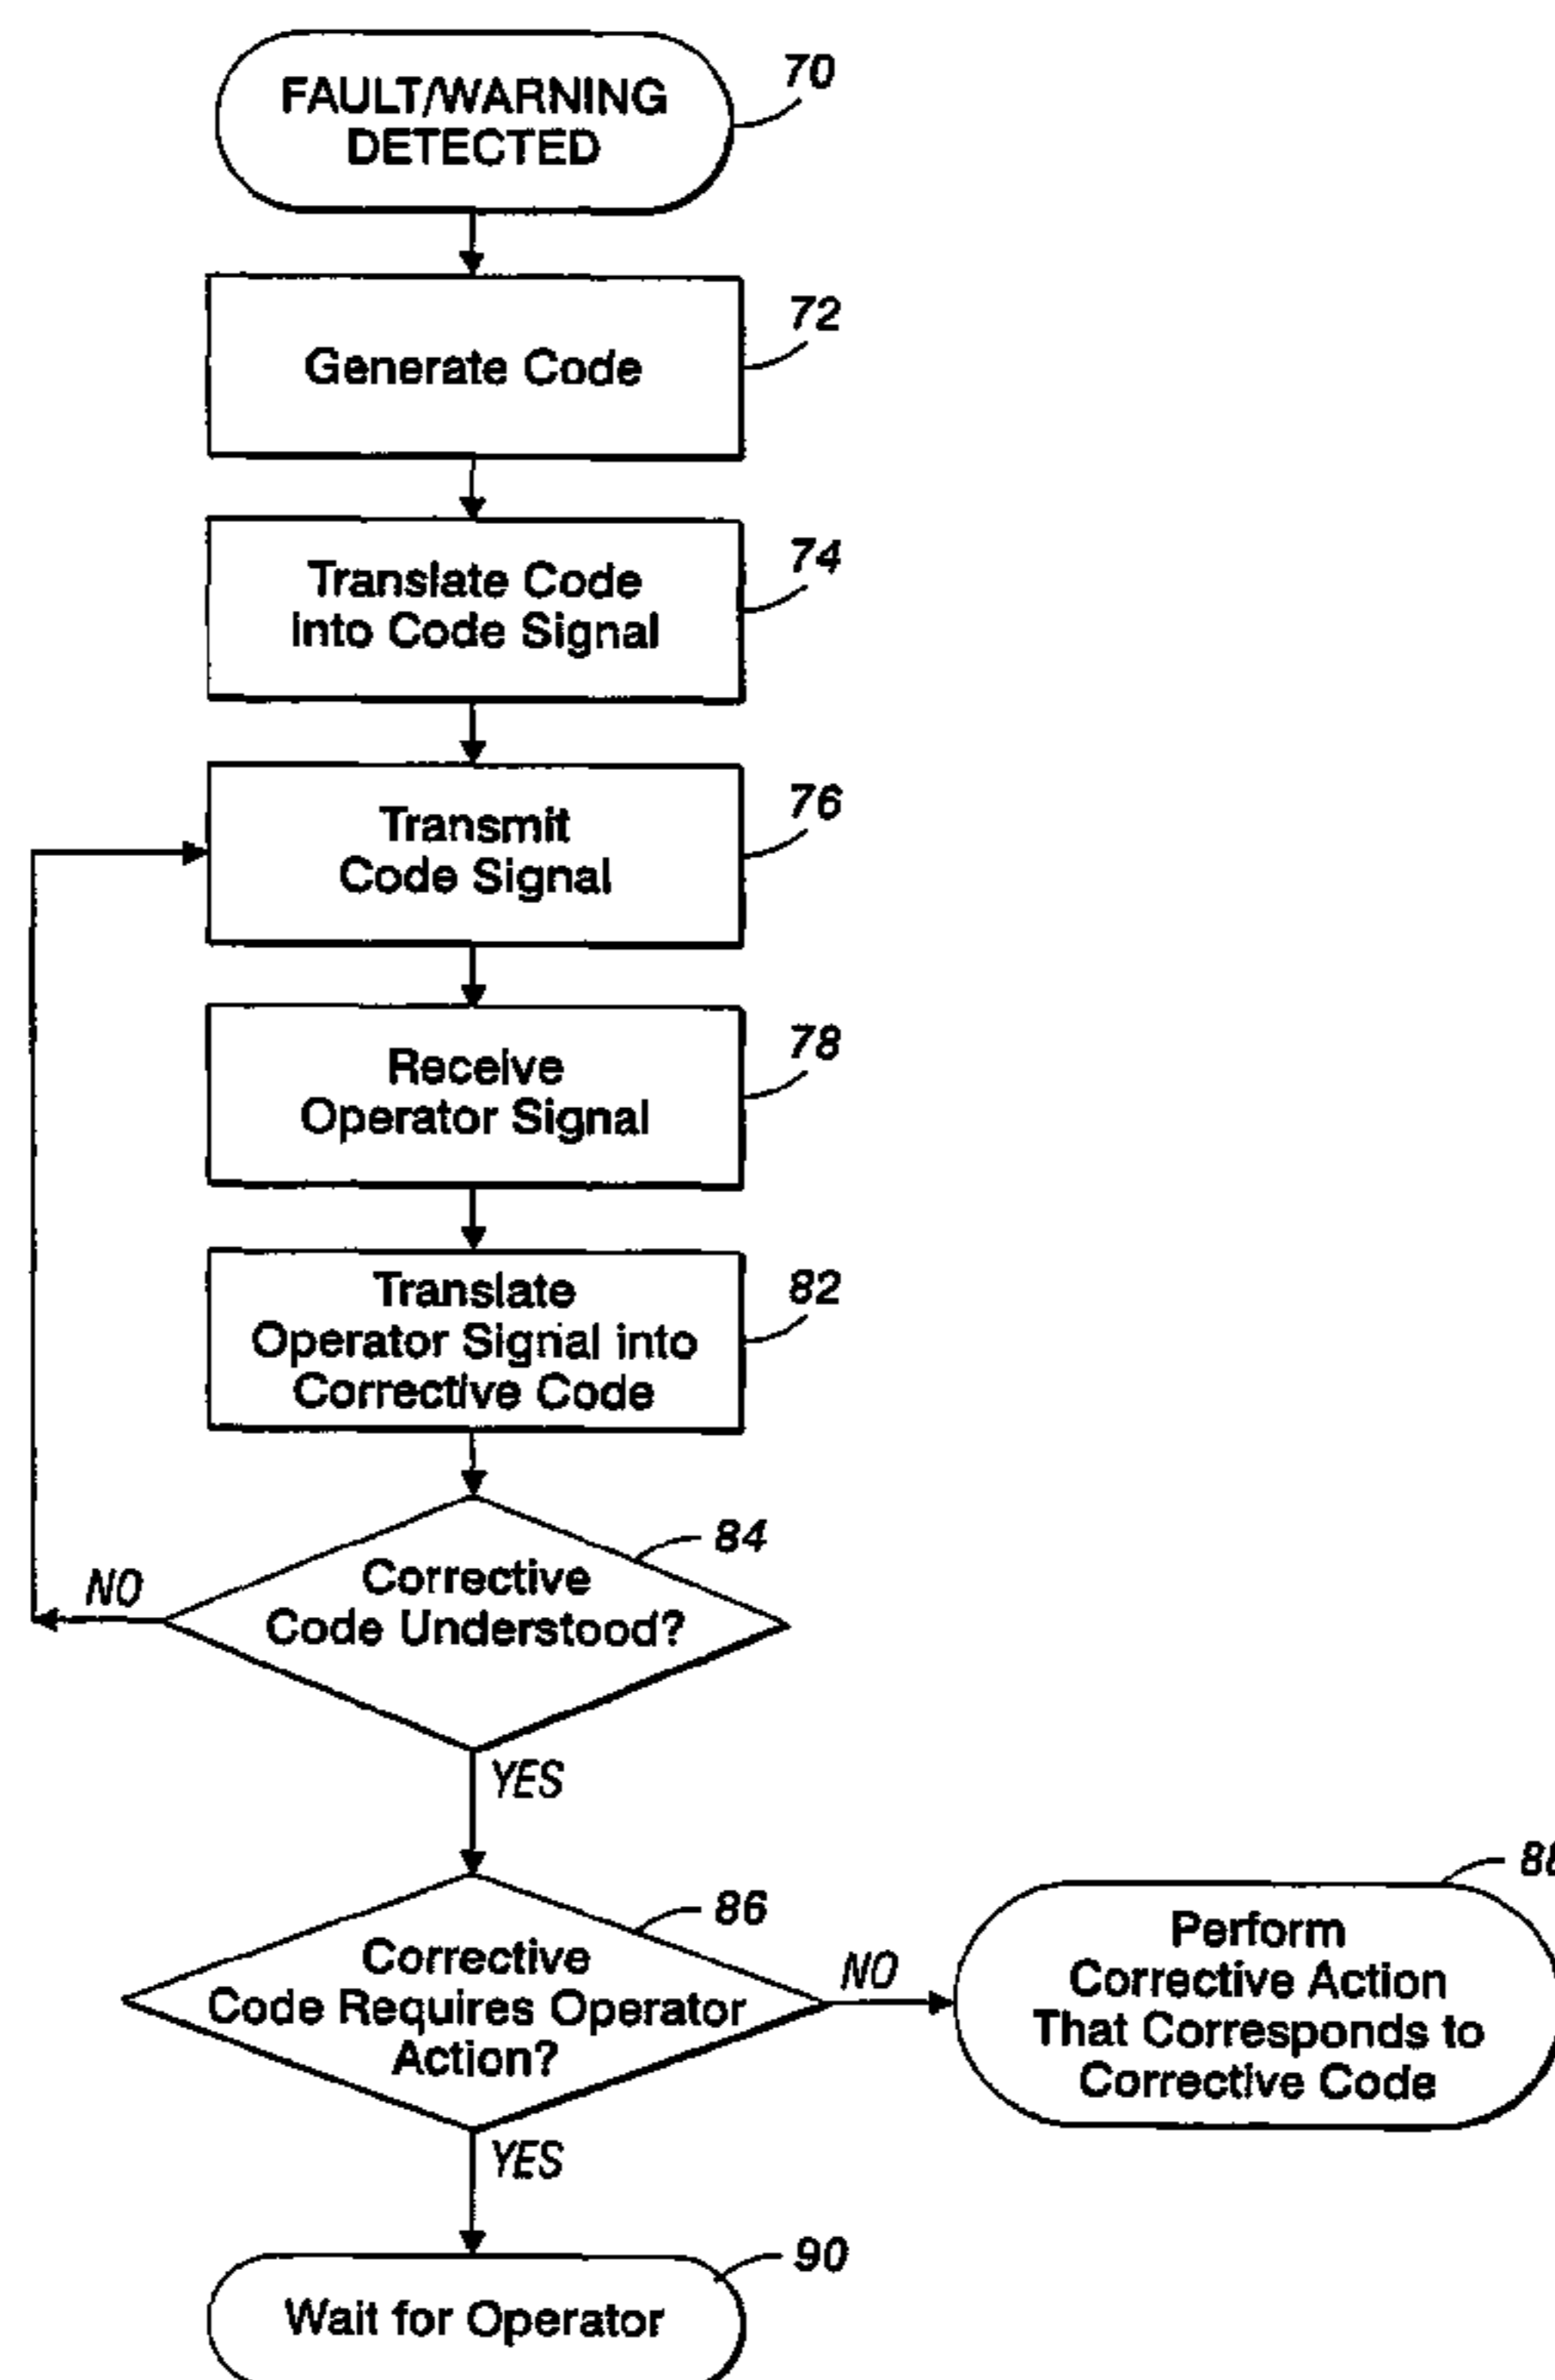 FAULT/WARNING
DETECTED
70
Generate Code
72
Translate Code
into Code Signal
74
Transmit
Code Signal
76
Receive
Operator Signal
78
Translate
Operator Signal into
Corrective Code
82
Corrective
Code Understood?
84
NO
YES
Corrective
Code Requires Operator
Action?
86
NO
Perform
Corrective Action
That Corresponds to
Corrective Code
YES
Wait for Operator
90